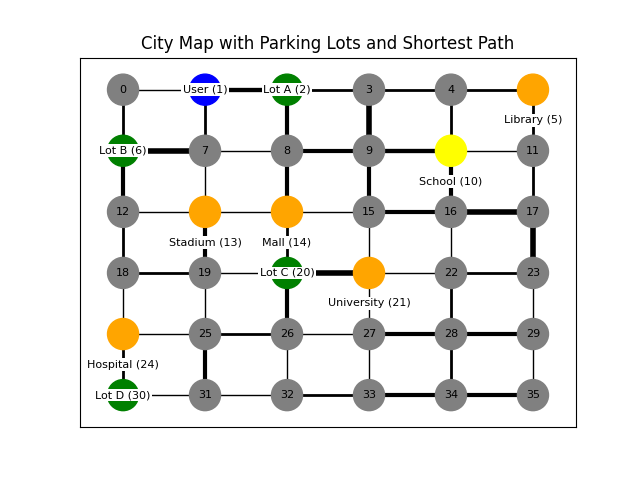 City Map with Parking Lots and Shortest Path
0 User (1) Lot A (2) 3 4
Library (5)
Lot B (6) 7 8 9 11
School (10)
12 15 16 17
Stadium (13) Mall (14)
18 19 Lot C (20) 22 23
University (21)
25 26 27 28 29
Hospital (24)
Lot D (30) 31 32 33 34 35